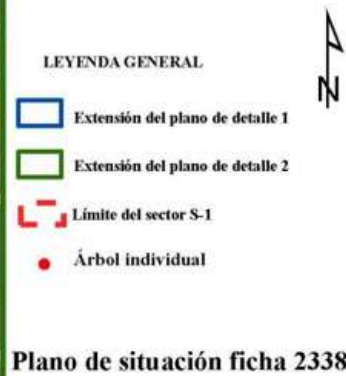 LEYENDA GENERAL
N
Extensión del plano de detalle 1
Extensión del plano de detalle 2
Límite del sector S-1
Árbol individual
Plano de situación ficha 2338